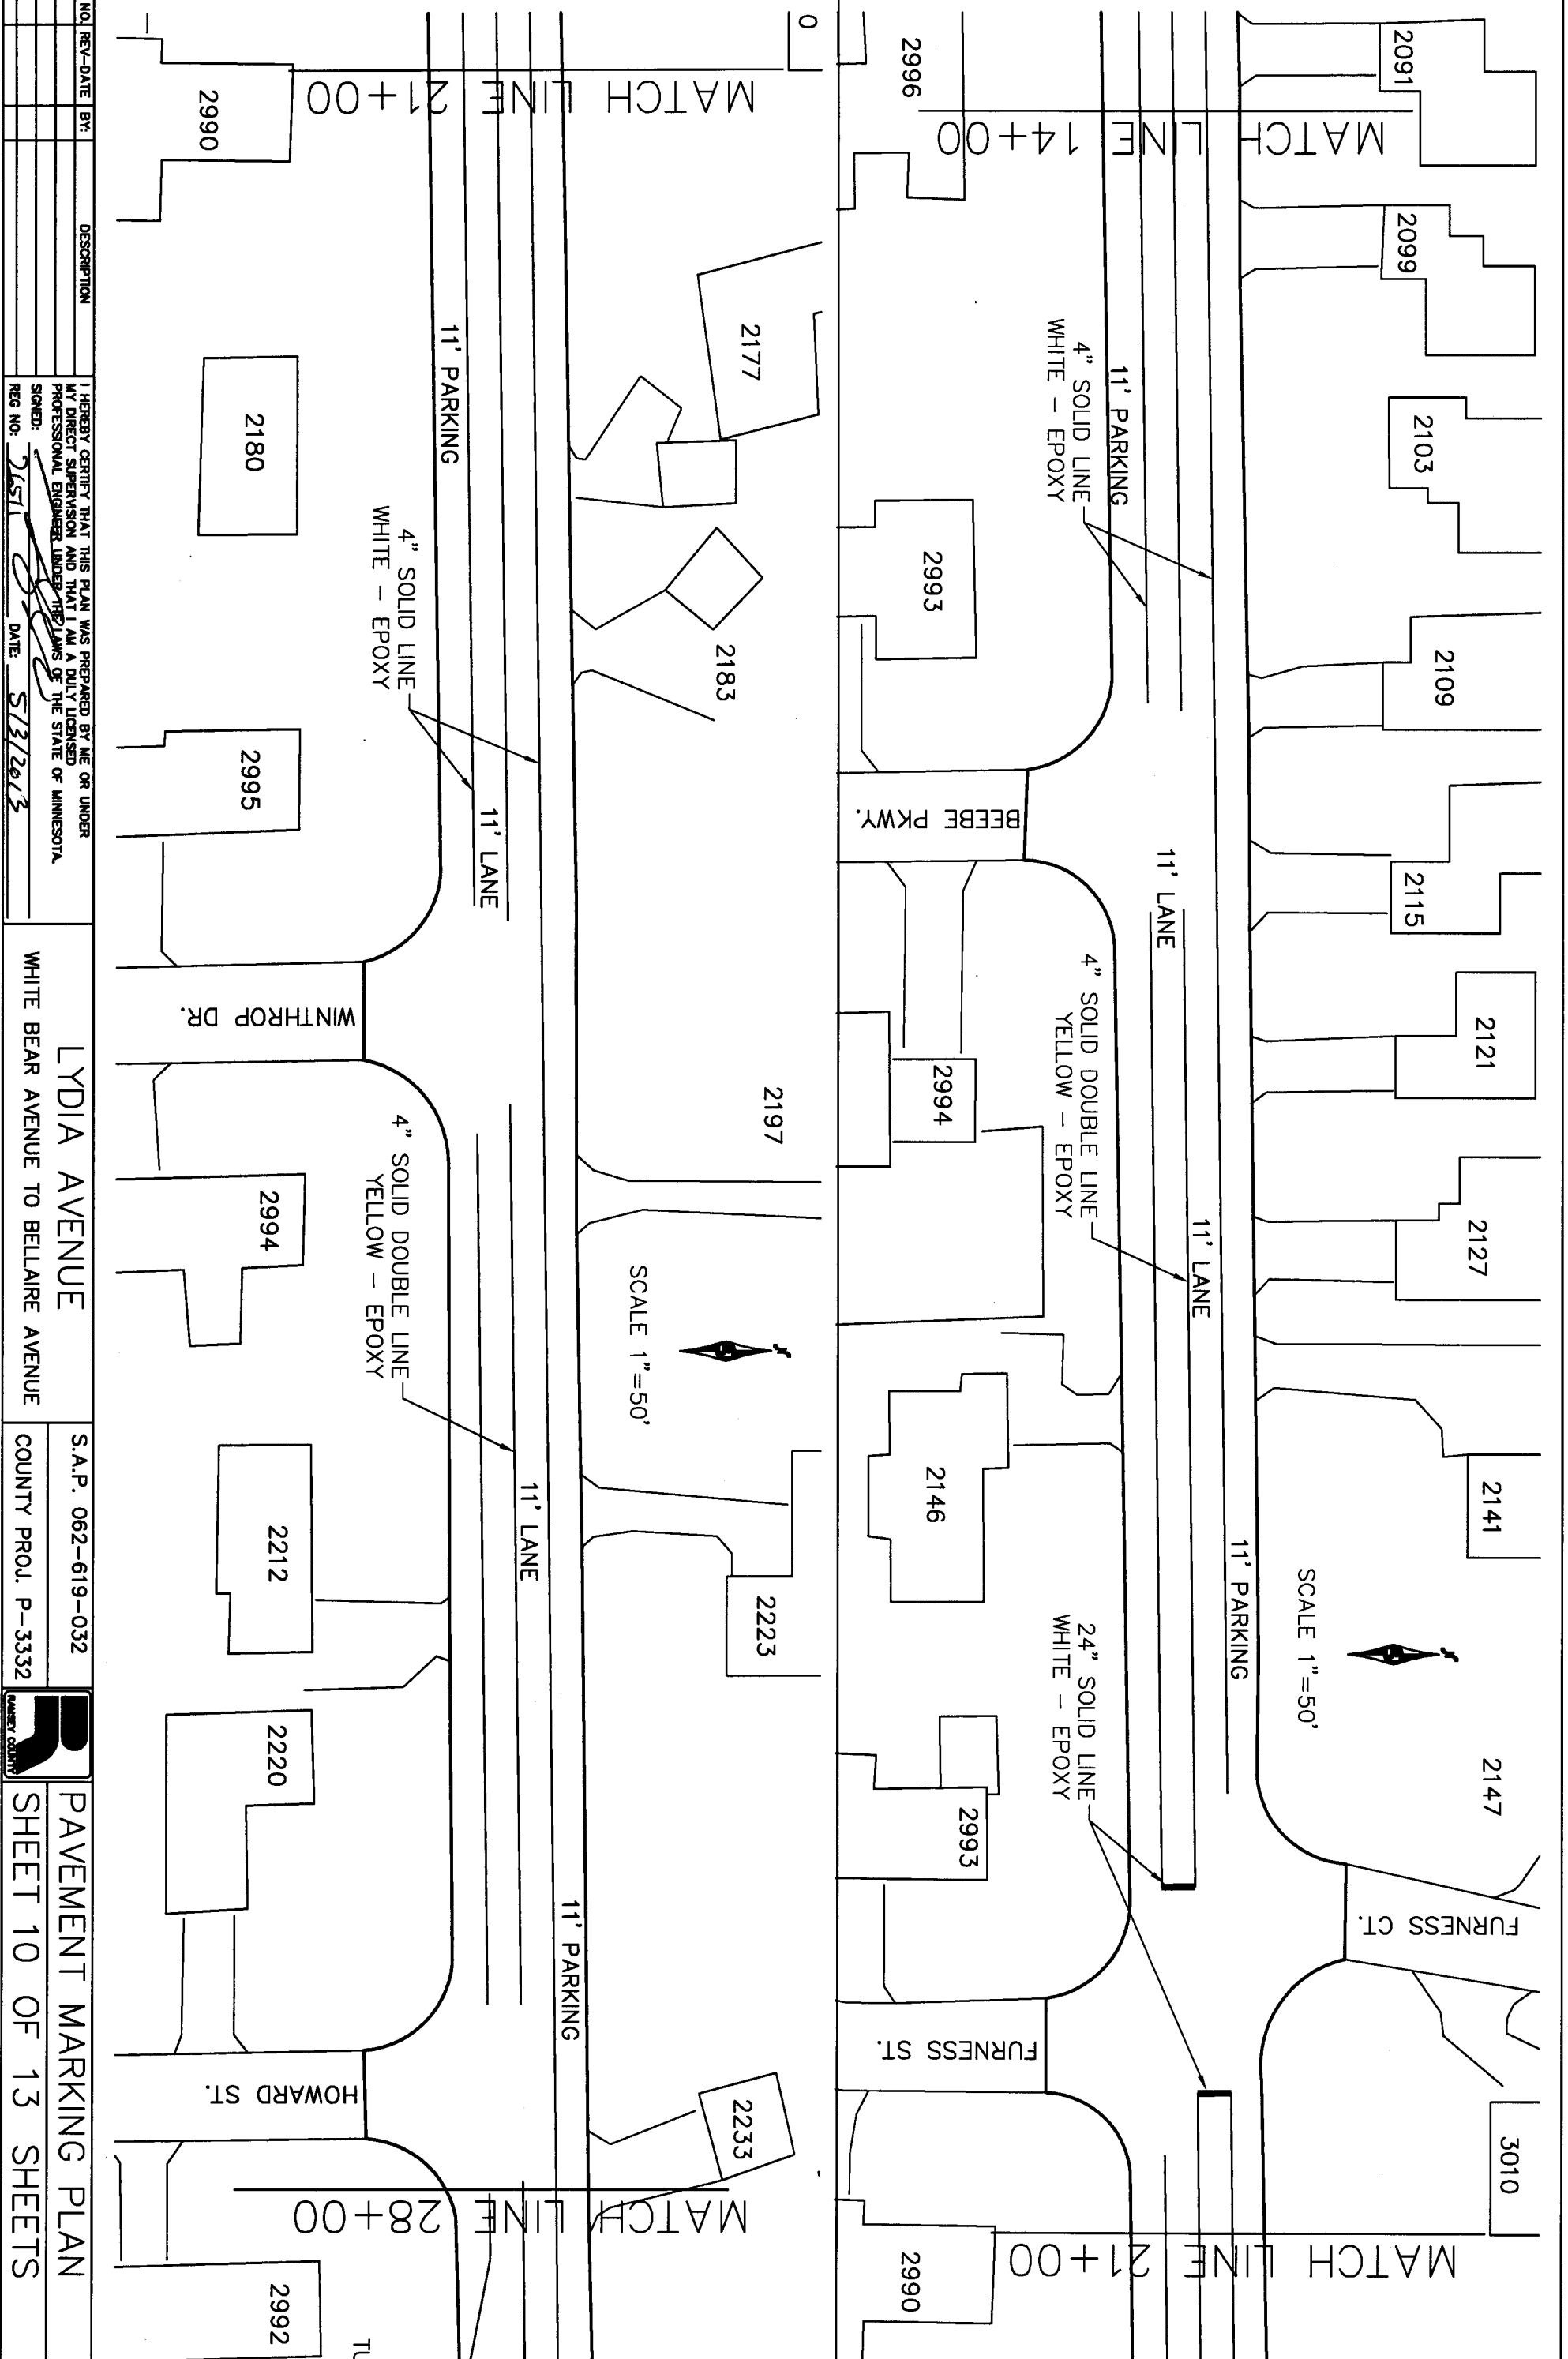 2091
2099
2103
2109
2115
2121
2127
2141
2147
3010
MATCH LINE 14+00
2996
11' PARKING
4" SOLID LINE
WHITE - EPOXY
2993
BEEBE PKWY.
11' LANE
4" SOLID DOUBLE LINE
YELLOW - EPOXY
2994
11' LANE
2146
11' PARKING
SCALE 1"=50'
24" SOLID LINE
WHITE - EPOXY
2993
FURNESS CT.
FURNESS ST.
MATCH LINE 21+00
2990
0
MATCH LINE 21+00
2990
2177
11' PARKING
2180
4" SOLID LINE
WHITE - EPOXY
2183
2995
11' LANE
WINTHROP DR.
2197
4" SOLID DOUBLE LINE
YELLOW - EPOXY
2994
SCALE 1"=50'
11' LANE
2212
2223
2220
11' PARKING
HOWARD ST.
2233
MATCH LINE 28+00
2992
TU
NO. REV-DATE BY: DESCRIPTION
I HEREBY CERTIFY THAT THIS PLAN WAS PREPARED BY ME OR UNDER
MY DIRECT SUPERVISION AND THAT I AM A DULY LICENSED
PROFESSIONAL ENGINEER UNDER THE LAWS OF THE STATE OF MINNESOTA.
SIGNED:
REG NO: DATE: 5/3/2013
LYDIA AVENUE
WHITE BEAR AVENUE TO BELLAIRE AVENUE
S.A.P. 062-619-032
COUNTY PROJ. P-3332
RAMSEY COUNTY
PAVEMENT MARKING PLAN
SHEET 10 OF 13 SHEETS